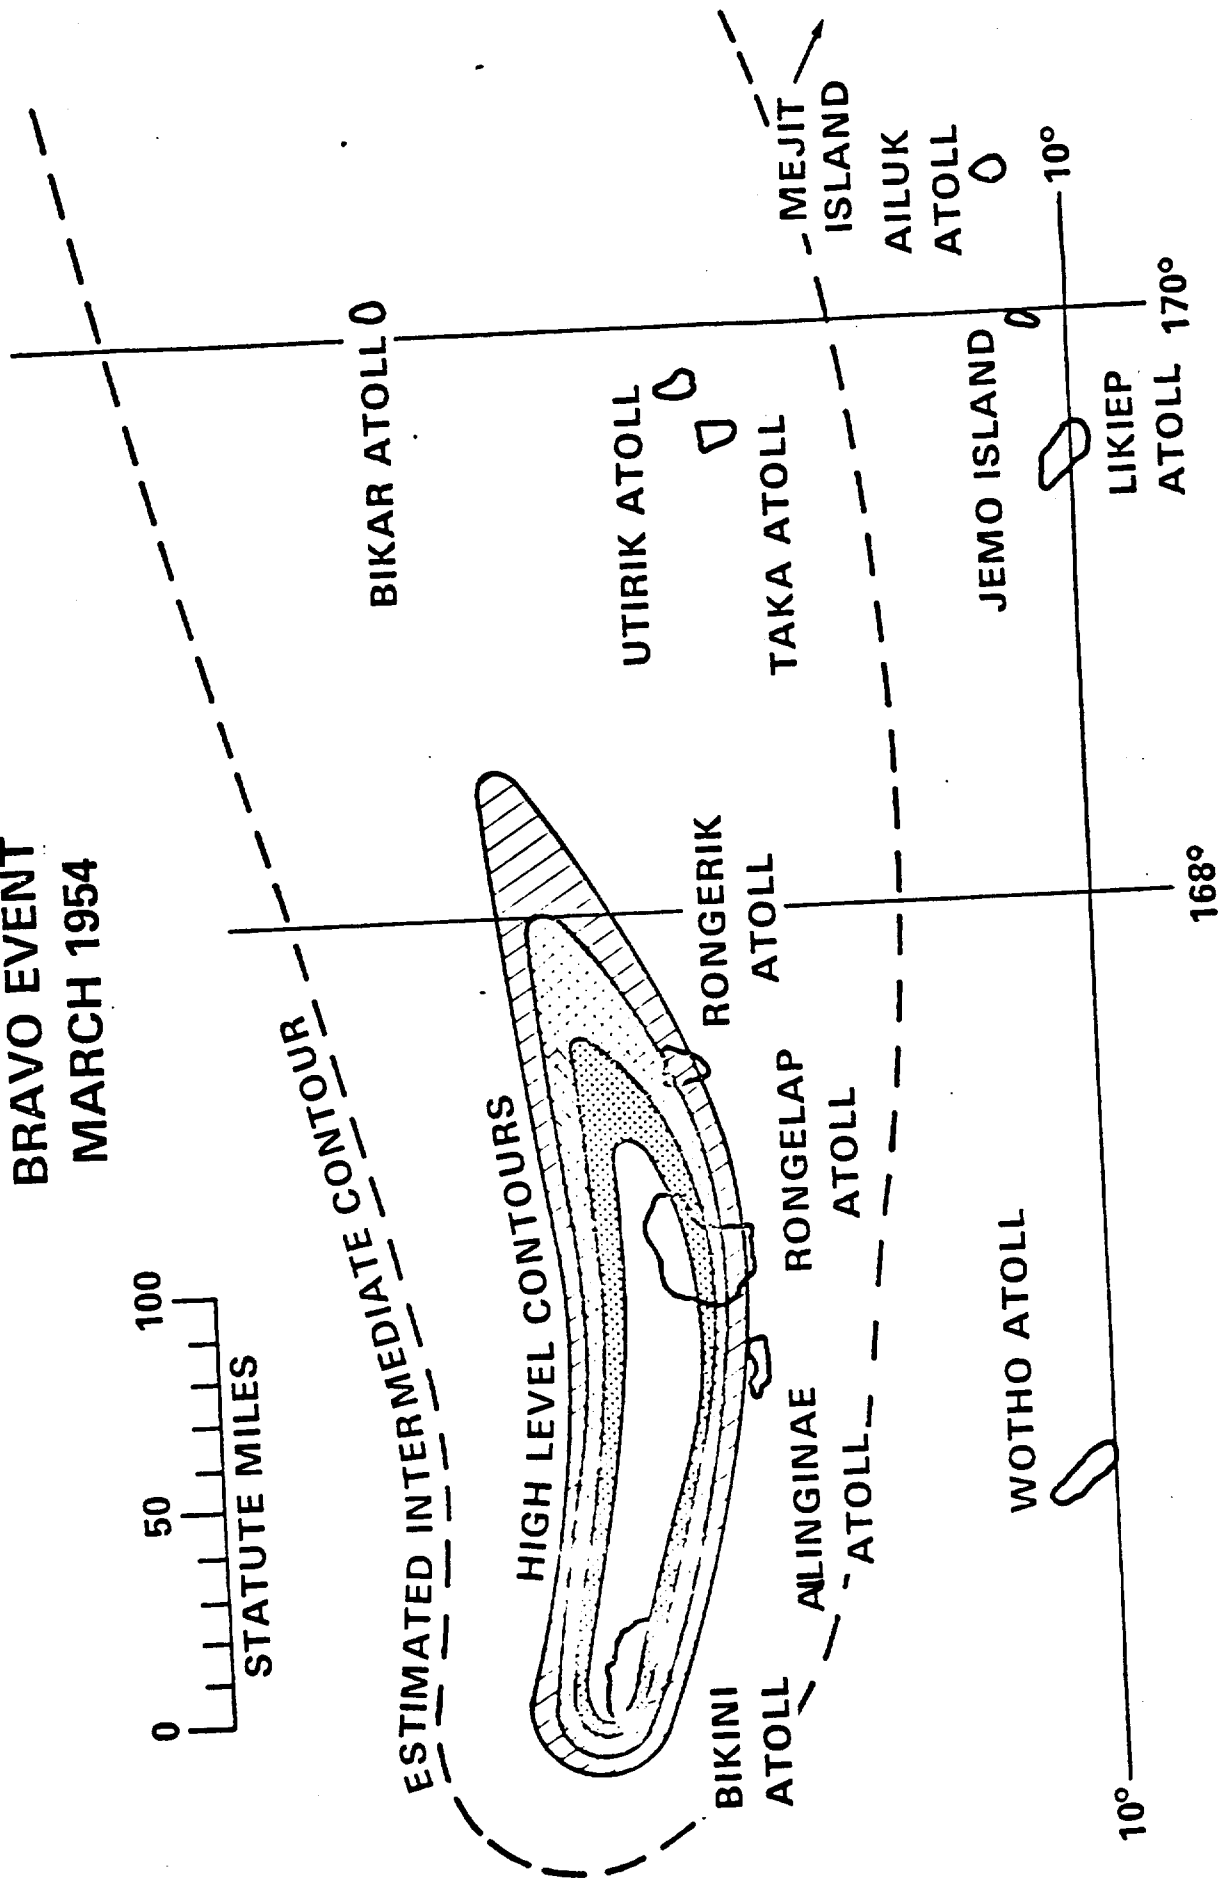 BRAVO EVENT
MARCH 1954
0 50 100
STATUTE MILES
ESTIMATED INTERMEDIATE CONTOUR
HIGH LEVEL CONTOURS
BIKAR ATOLL
UTIRIK ATOLL
TAKA ATOLL
MEJIT
ISLAND
AILUK
ATOLL
JEMO ISLAND
LIKIEP
ATOLL
RONGERIK
ATOLL
RONGELAP
ATOLL
AILINGINAE
ATOLL
BIKINI
ATOLL
WOTHO ATOLL
10°
10°
168°
170°